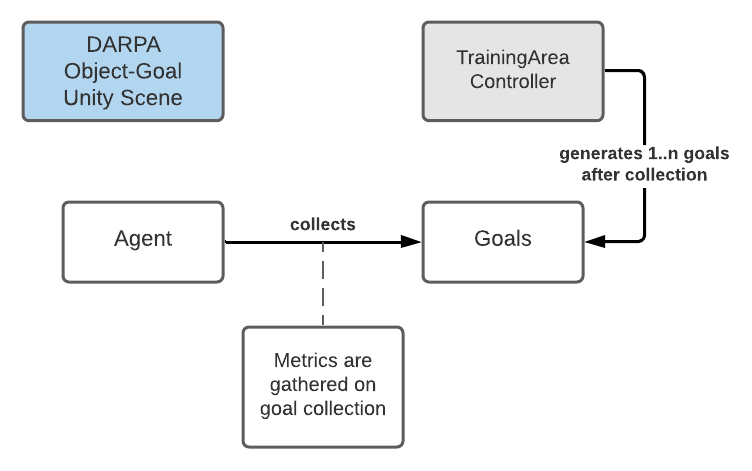 DARPA
Object-Goal
Unity Scene
TrainingArea
Controller
generates 1..n goals
after collection
Agent
collects
Goals
Metrics are
gathered on
goal collection